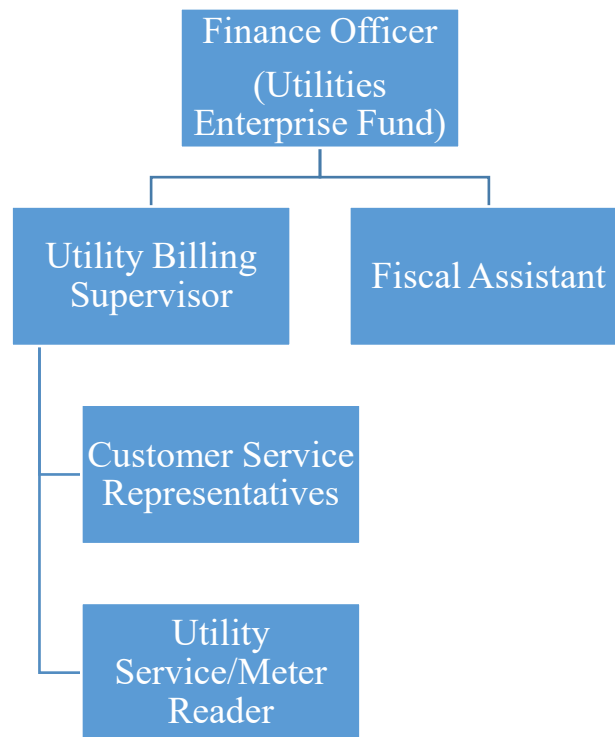 Finance Officer
(Utilities
Enterprise Fund)
Utility Billing
Supervisor
Fiscal Assistant
Customer Service
Representatives
Utility
Service/Meter
Reader